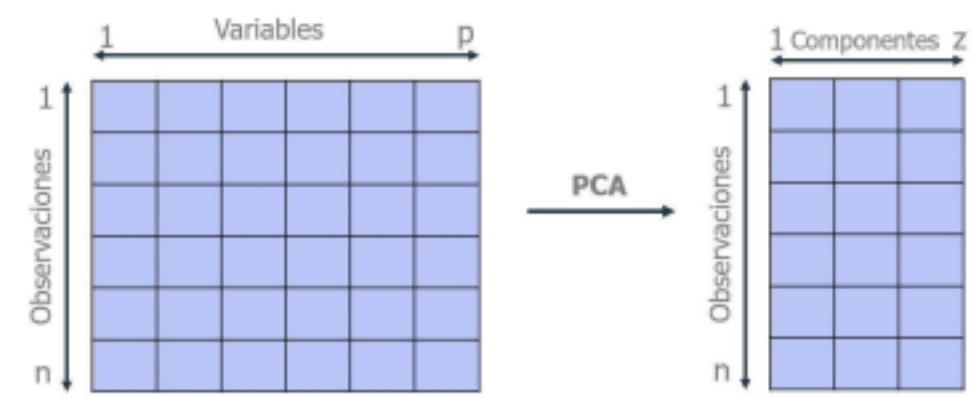 1 Variables p
1
Observaciones
n
PCA
1 Componentes z
1
Observaciones
n